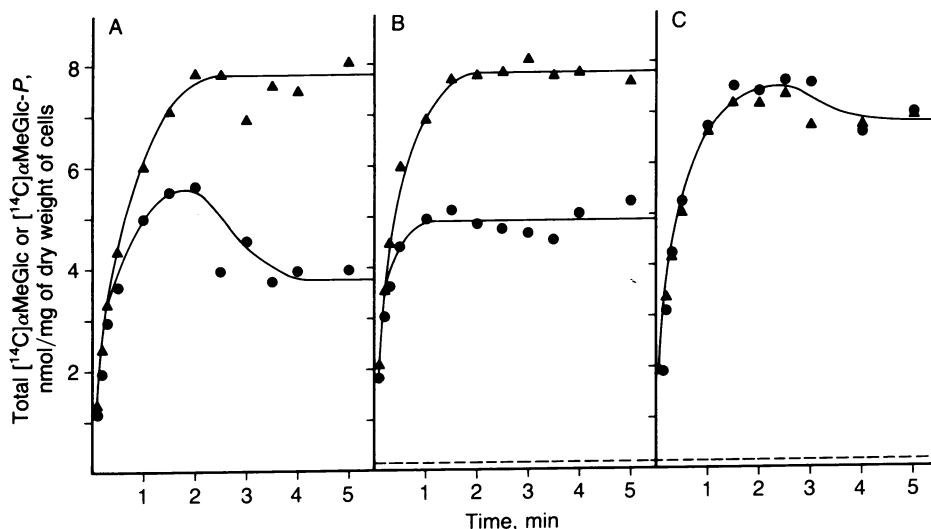 A
B
C
Total [¹⁴C]αMeGlc or [¹⁴C]αMeGlc-P,
nmol/mg of dry weight of cells
8
6
4
2
1 2 3 4 5 1 2 3 4 5 1 2 3 4 5
Time, min